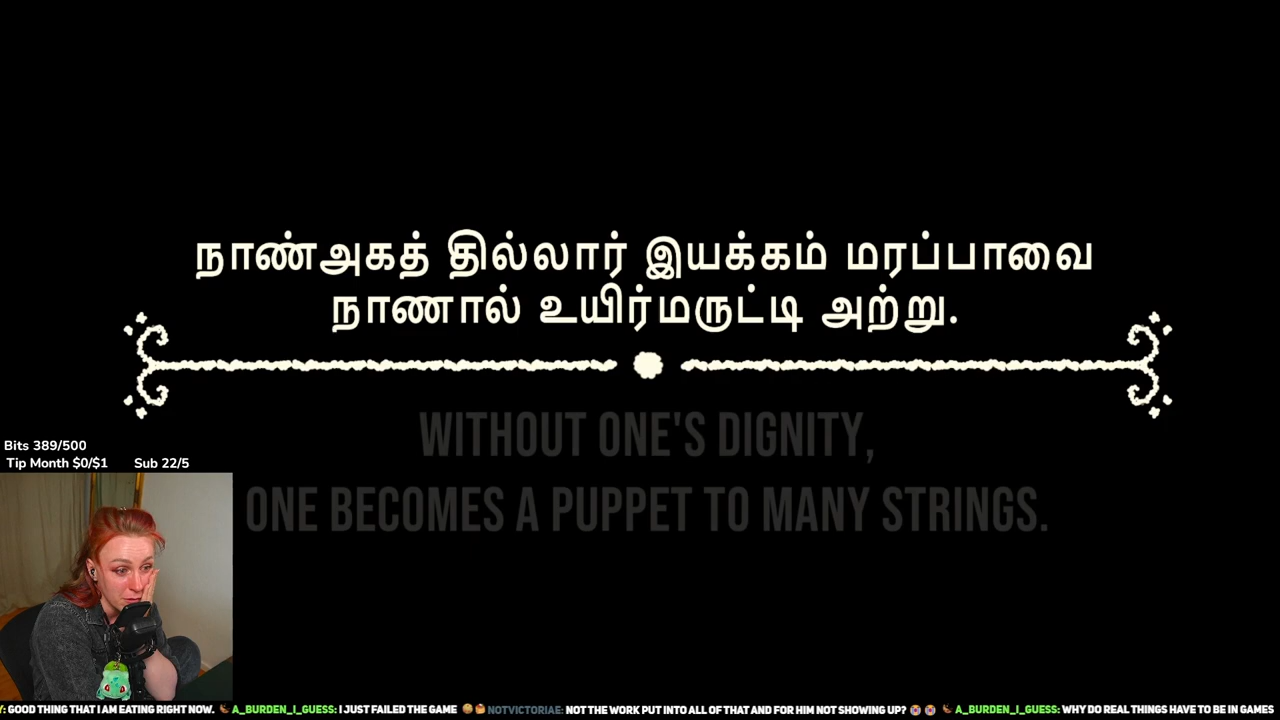 நாண்அகத் தில்லார் இயக்கம் மரப்பாவை
நாணால் உயிர்மருட்டி அற்று.
WITHOUT ONE'S DIGNITY,
ONE BECOMES A PUPPET TO MANY STRINGS.
Bits 389/500
Tip Month $0/$1 Sub 22/5
: GOOD THING THAT I AM EATING RIGHT NOW. A_BURDEN_I_GUESS: I JUST FAILED THE GAME NOTVICTORIAE: NOT THE WORK PUT INTO ALL OF THAT AND FOR HIM NOT SHOWING UP? A_BURDEN_I_GUESS: WHY DO REAL THINGS HAVE TO BE IN GAMES